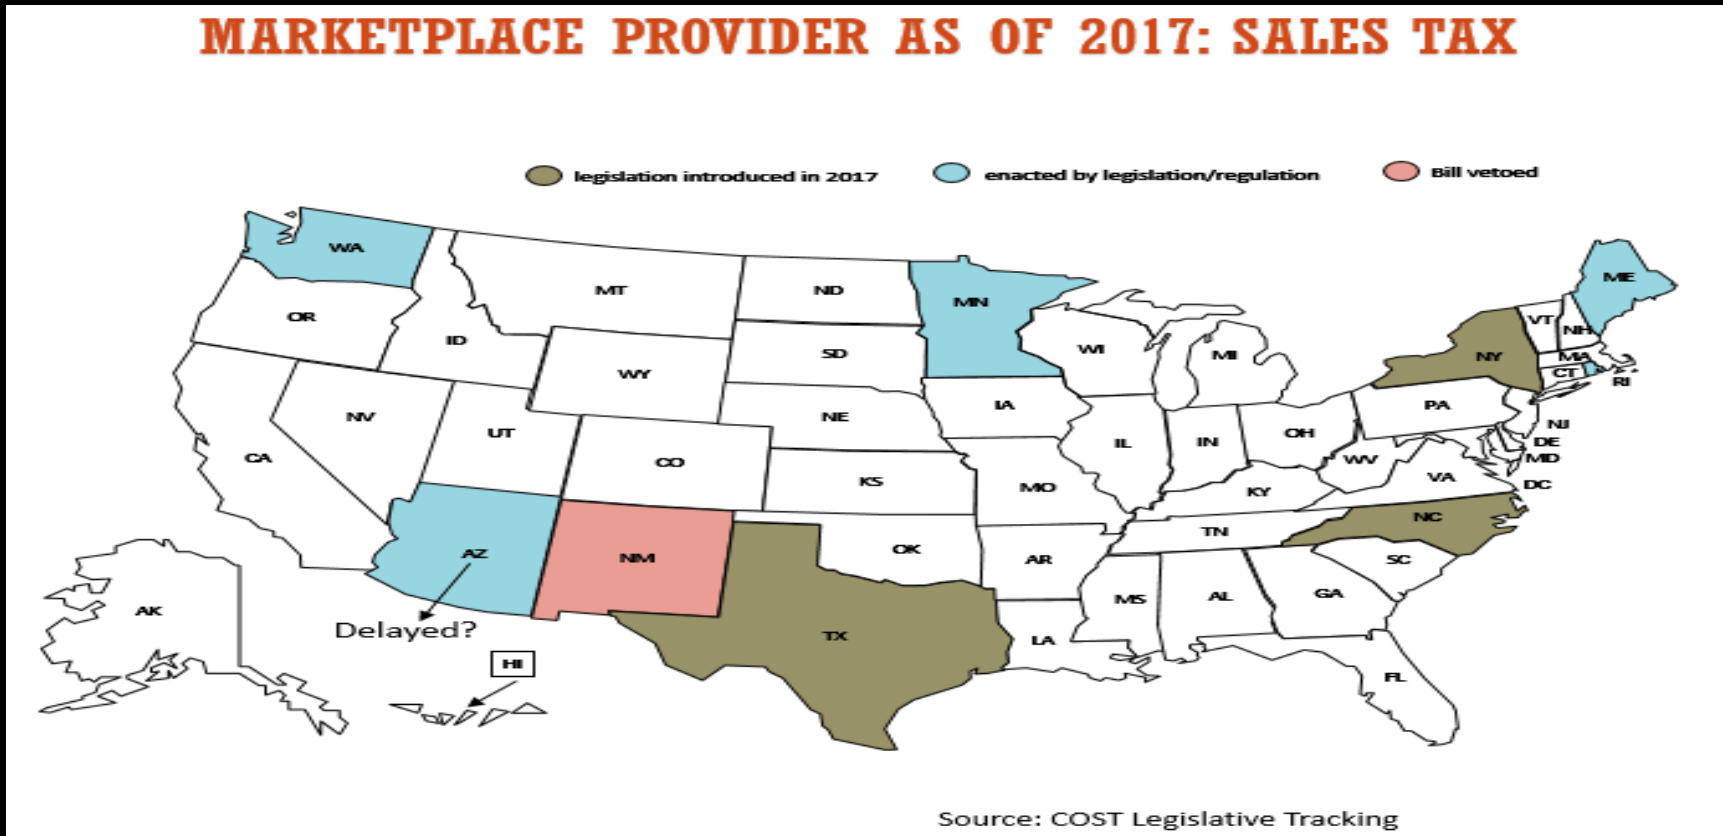 MARKETPLACE PROVIDER AS OF 2017: SALES TAX
legislation introduced in 2017
enacted by legislation/regulation
Bill vetoed
WA
MT
ND
MN
ME
OR
ID
SD
WI
MI
VT
NH
NY
MA
CT
RI
WY
NV
UT
NE
IA
PA
NJ
CA
CO
IL
IN
OH
DE
WV
MD
VA
DC
KS
MO
KY
NC
TN
AZ
NM
OK
AR
SC
GA
MS
AL
AK
Delayed?
TX
LA
HI
FL
Source: COST Legislative Tracking